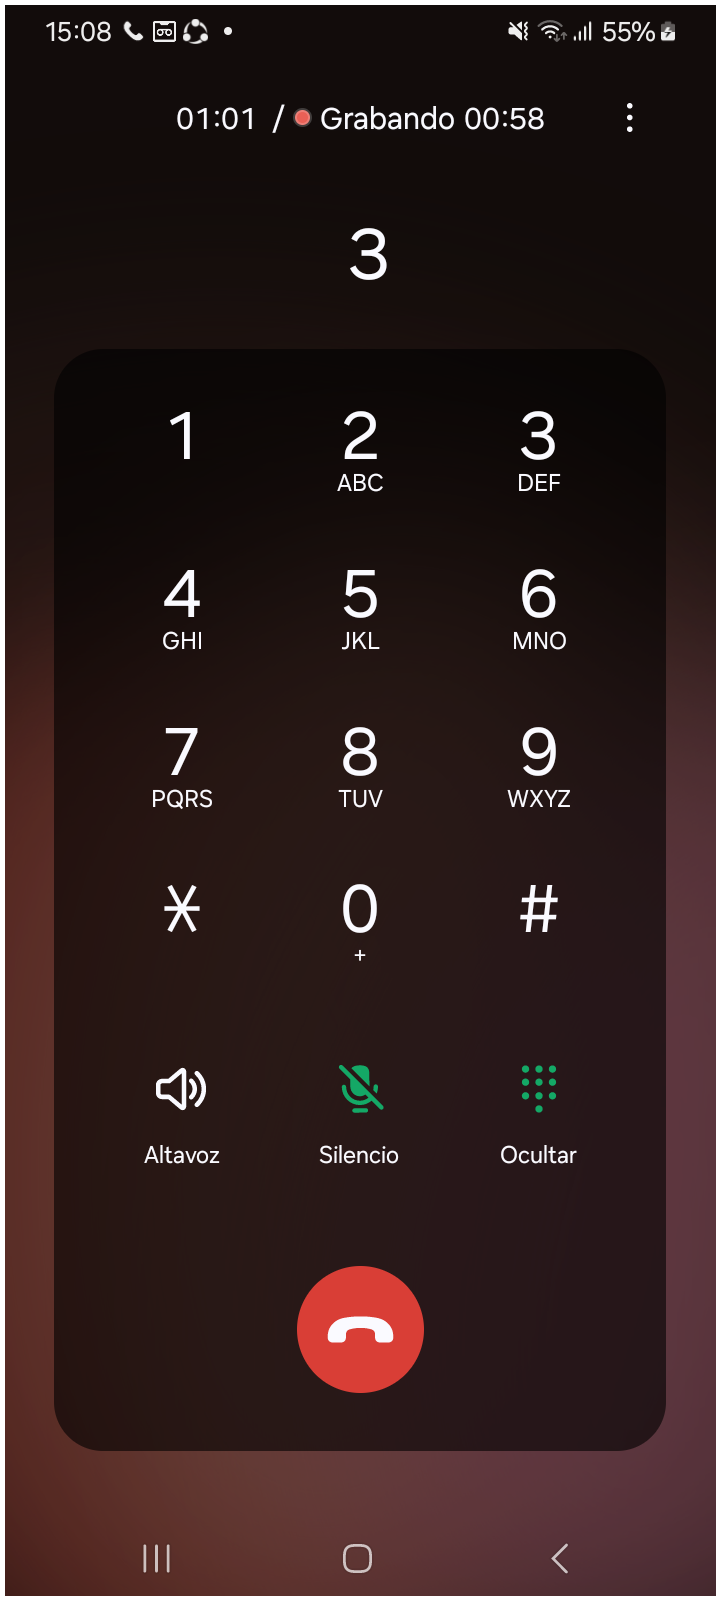 15:08 55%
01:01 / Grabando 00:58
3
1 2 3
ABC DEF
4 5 6
GHI JKL MNO
7 8 9
PQRS TUV WXYZ
* 0 #
+
Altavoz Silencio Ocultar